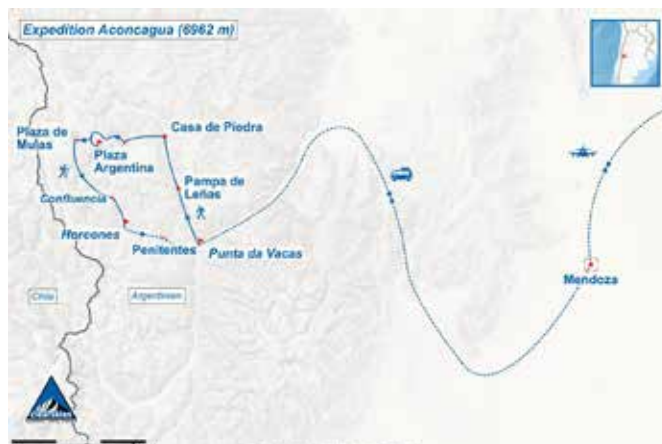 Expedition Aconcagua (6962 m)
Plaza de
Mulas
Plaza
Argentina
Casa de Piedra
Pampa de
Leñas
Confluencia
Horcones
Penitentes
Punta da Vacas
Mendoza
Chile
Argentinien